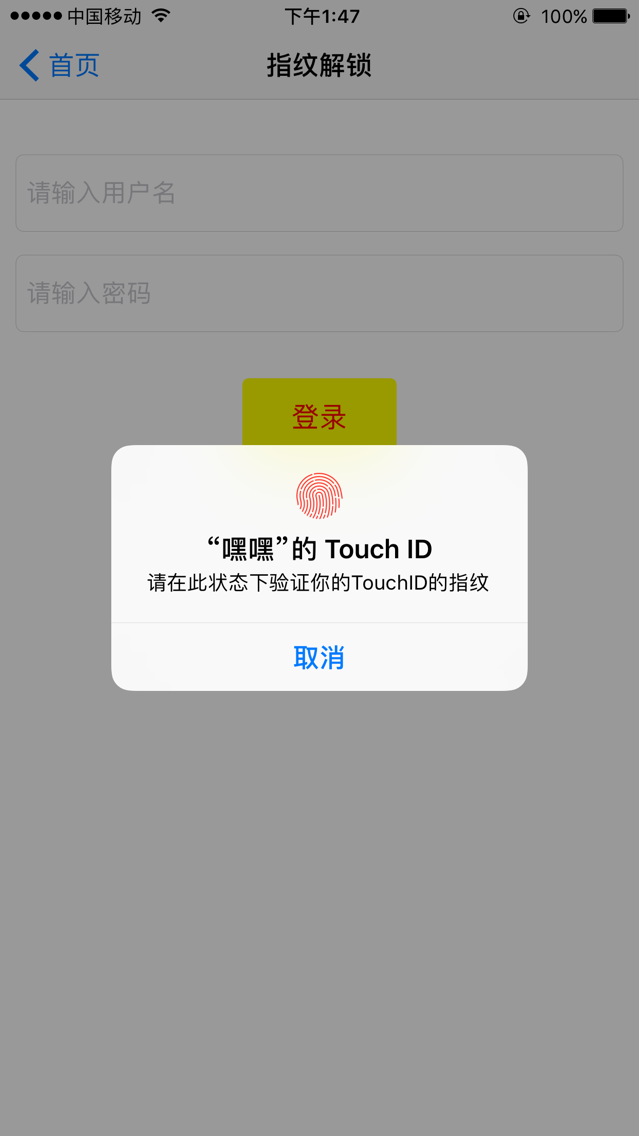 中国移动 下午1:47 100%
首页 指纹解锁
请输入用户名
请输入密码
登录
“嘿嘿”的 Touch ID
请在此状态下验证你的TouchID的指纹
取消